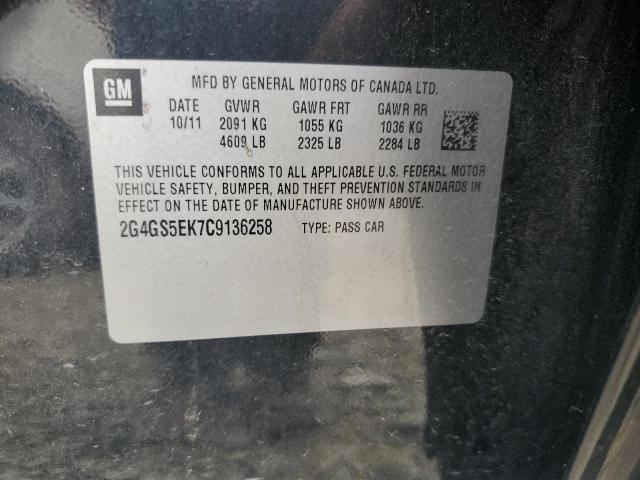 GM
MFD BY GENERAL MOTORS OF CANADA LTD.
DATE GVWR GAWR FRT GAWR RR
10/11 2091 KG 1055 KG 1036 KG
4609 LB 2325 LB 2284 LB
THIS VEHICLE CONFORMS TO ALL APPLICABLE U.S. FEDERAL MOTOR
VEHICLE SAFETY, BUMPER, AND THEFT PREVENTION STANDARDS IN
EFFECT ON THE DATE OF MANUFACTURE SHOWN ABOVE.
2G4GS5EK7C9136258 TYPE: PASS CAR